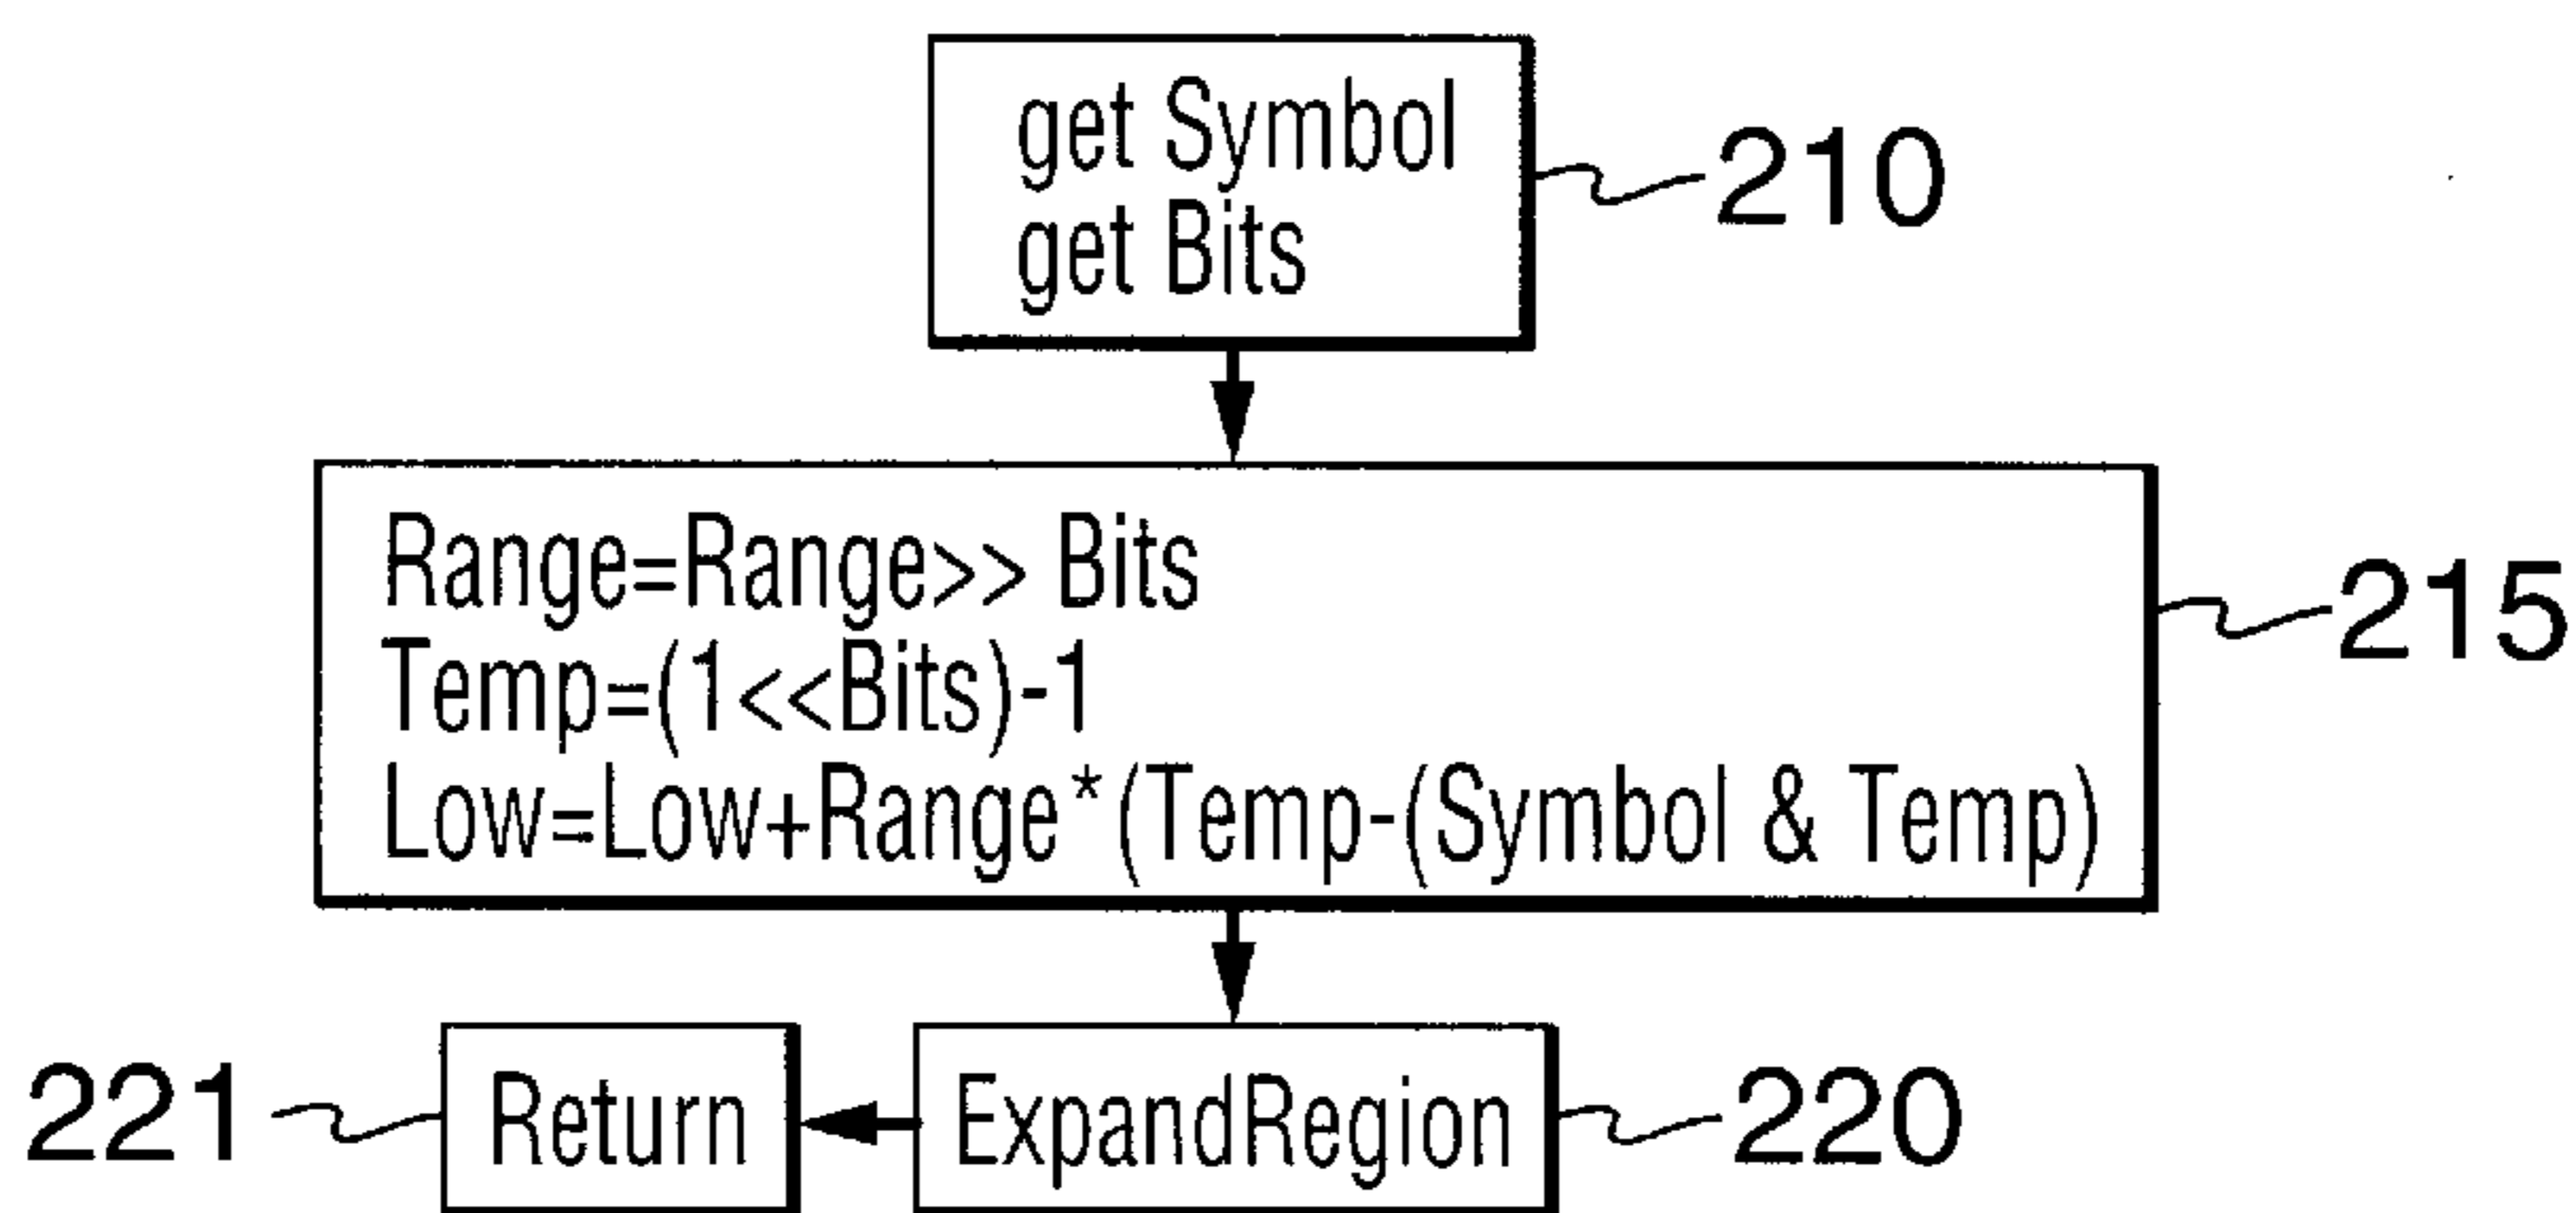 get Symbol
get Bits
210
Range=Range>> Bits
Temp=(1<<Bits)-1
Low=Low+Range*(Temp-(Symbol & Temp)
215
221
Return
ExpandRegion
220